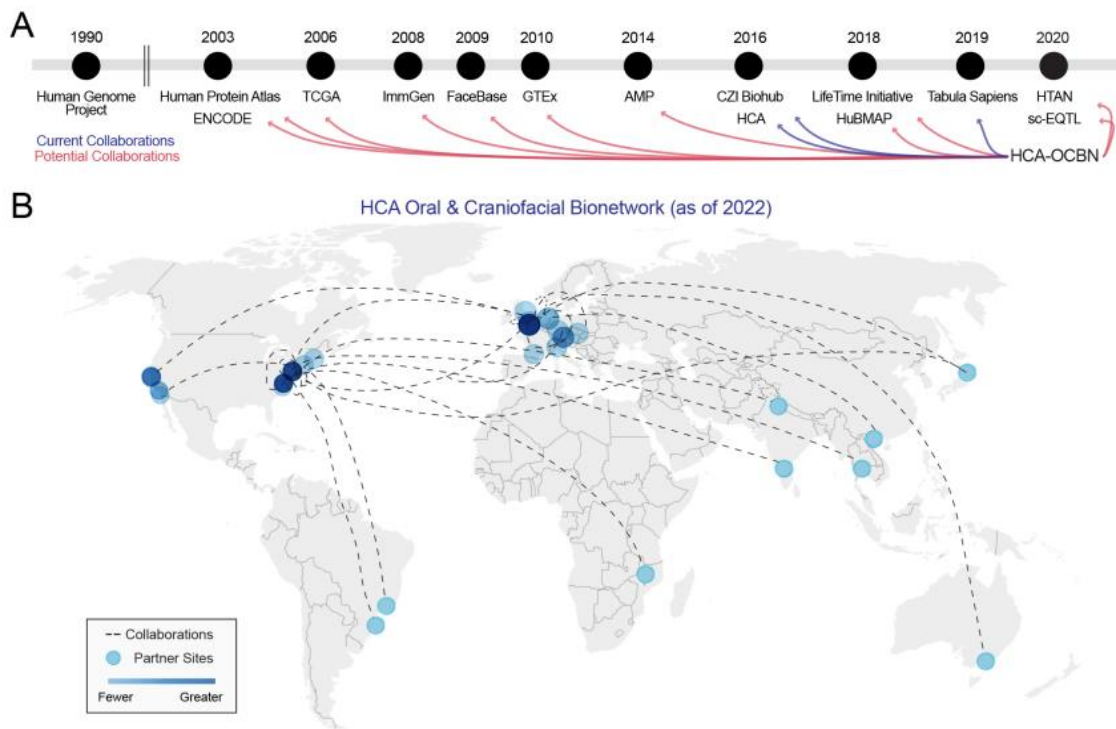 A
1990 2003 2006 2008 2009 2010 2014 2016 2018 2019 2020
Human Genome Project
Human Protein Atlas
ENCODE
TCGA
ImmGen
FaceBase
GTEx
AMP
CZI Biohub
HCA
LifeTime Initiative
HuBMAP
Tabula Sapiens
HTAN
sc-EQTL
Current Collaborations
Potential Collaborations
HCA-OCBN
B
HCA Oral & Craniofacial Bionetwork (as of 2022)
Collaborations
Partner Sites
Fewer Greater